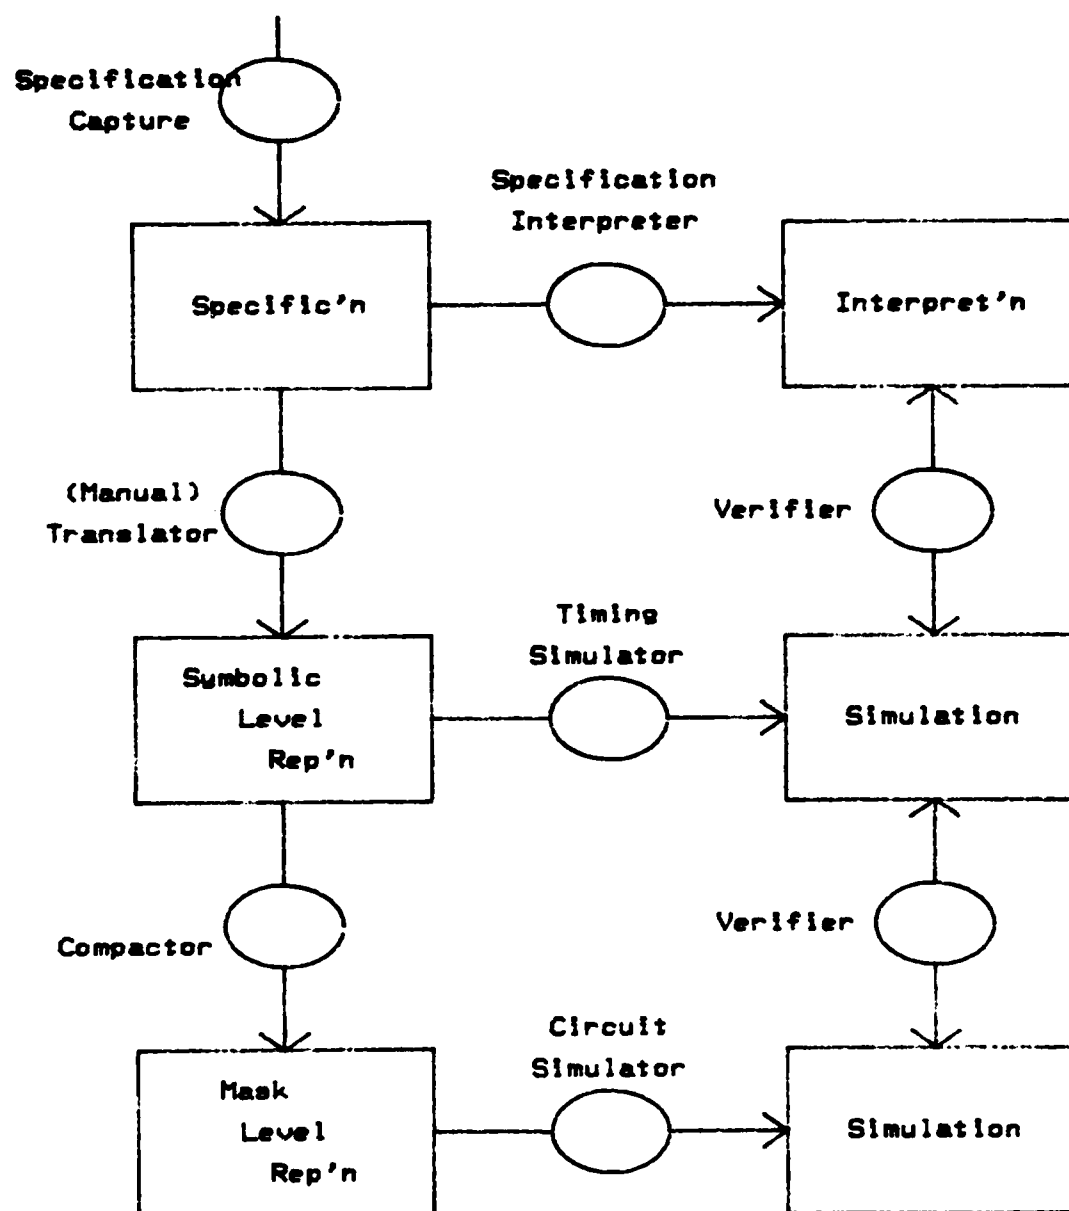 Specification
Capture
Specification
Interpreter
Specific'n
Interpret'n
(Manual)
Translator
Verifier
Timing
Simulator
Symbolic
Level
Rep'n
Simulation
Compactor
Verifier
Circuit
Simulator
Mask
Level
Rep'n
Simulation